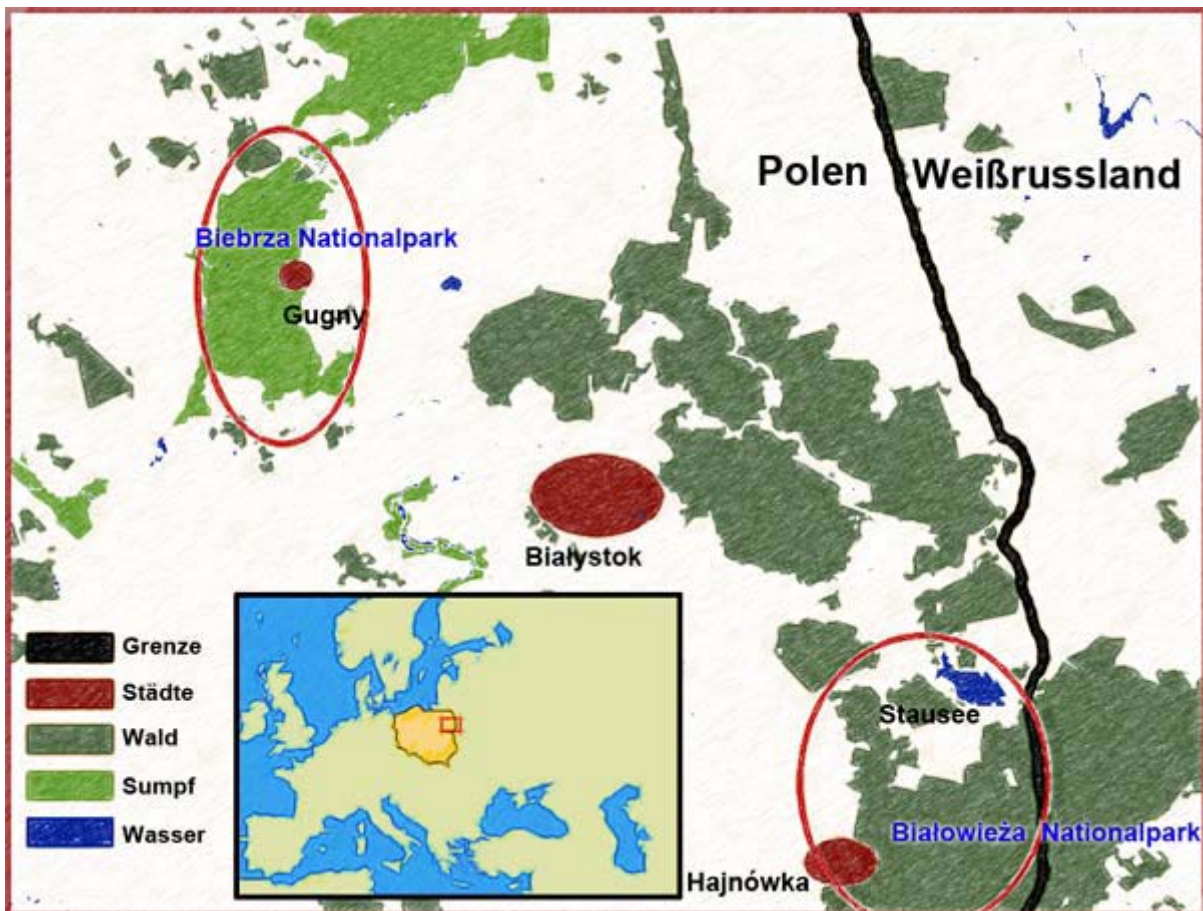 Polen Weißrussland
Biebrza Nationalpark
Gugny
Białystok
Grenze
Städte
Wald
Sumpf
Wasser
Stausee
Białowieża Nationalpark
Hajnówka